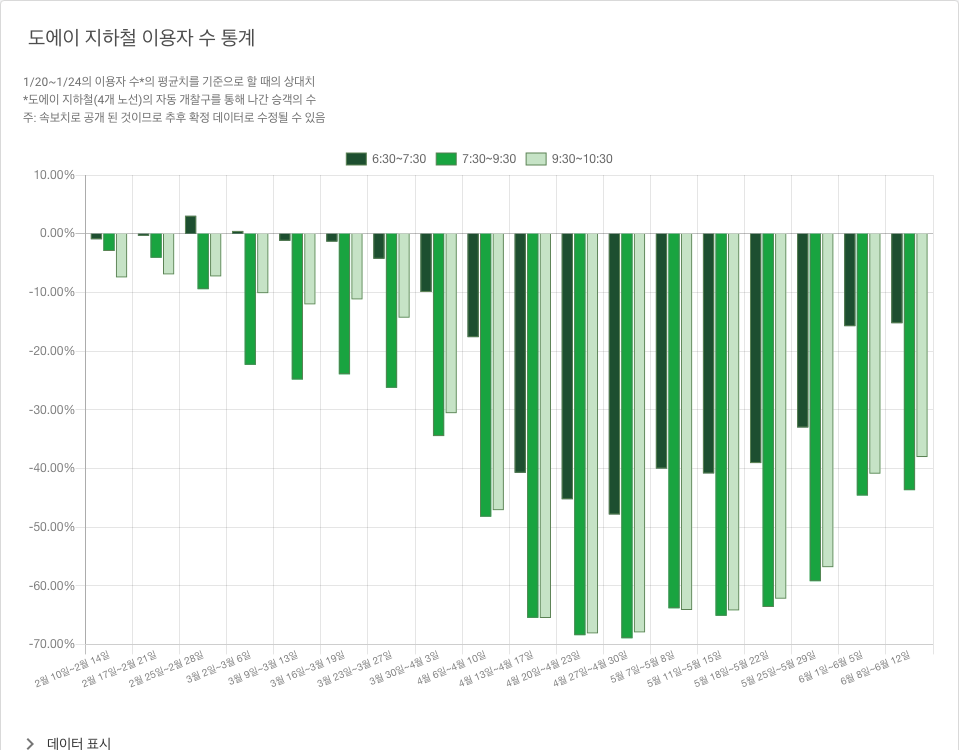 도에이 지하철 이용자 수 통계
1/20~1/24의 이용자 수*의 평균치를 기준으로 할 때의 상대치
*도에이 지하철(4개 노선)의 자동 개찰구를 통해 나간 승객의 수
주: 속보치로 공개 된 것이므로 추후 확정 데이터로 수정될 수 있음
6:30~7:30 7:30~9:30 9:30~10:30
10.00%
0.00%
-10.00%
-20.00%
-30.00%
-40.00%
-50.00%
-60.00%
-70.00%
2월 10일~2월 14일
2월 17일~2월 21일
2월 25일~2월 28일
3월 2일~3월 6일
3월 9일~3월 13일
3월 16일~3월 19일
3월 23일~3월 27일
3월 30일~4월 3일
4월 6일~4월 10일
4월 13일~4월 17일
4월 20일~4월 23일
4월 27일~4월 30일
5월 7일~5월 8일
5월 11일~5월 15일
5월 18일~5월 22일
5월 25일~5월 29일
6월 1일~6월 5일
6월 8일~6월 12일
데이터 표시